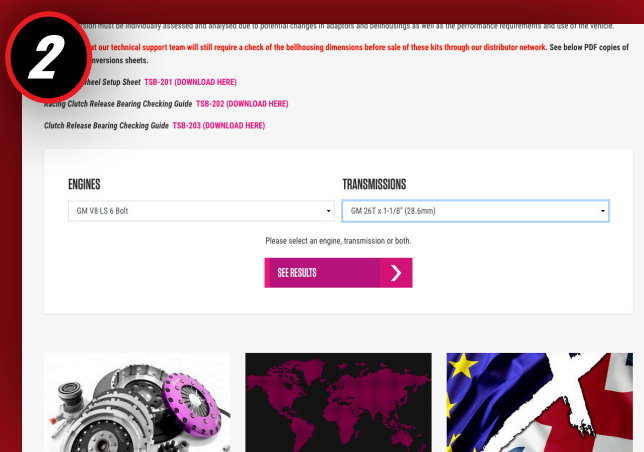 must be individually assessed and analysed due to potential changes in adaptors and bellhousings as well as the performance requirements and use of the vehicle.
2
our technical support team will still require a check of the bellhousing dimensions before sale of these kits through our distributor network. See below PDF copies of
sheets.
Setup Sheet TSB-201 (DOWNLOAD HERE)
Racing Clutch Release Bearing Checking Guide TSB-202 (DOWNLOAD HERE)
Clutch Release Bearing Checking Guide TSB-203 (DOWNLOAD HERE)
ENGINES
TRANSMISSIONS
GM V8 LS 6 Bolt
GM 26T x 1-1/8" (28.6mm)
Please select an engine, transmission or both.
SEE RESULTS